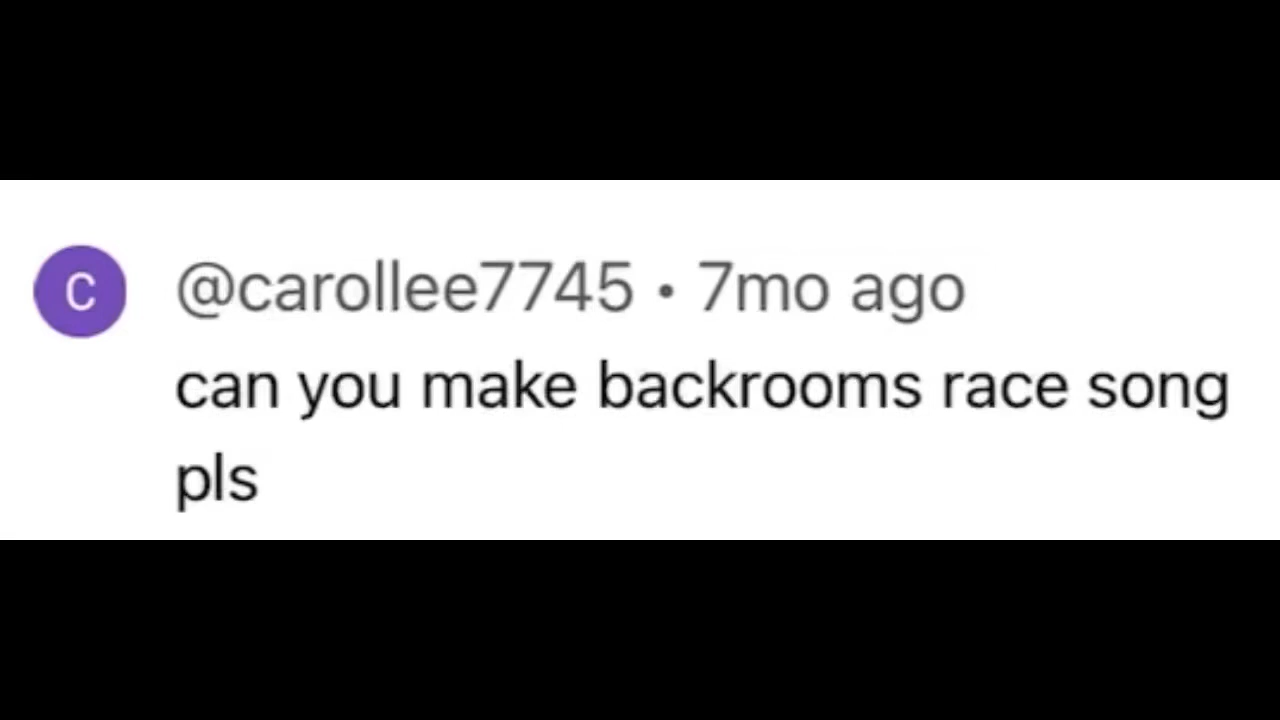 C
@carollee7745 • 7mo ago
can you make backrooms race song
pls